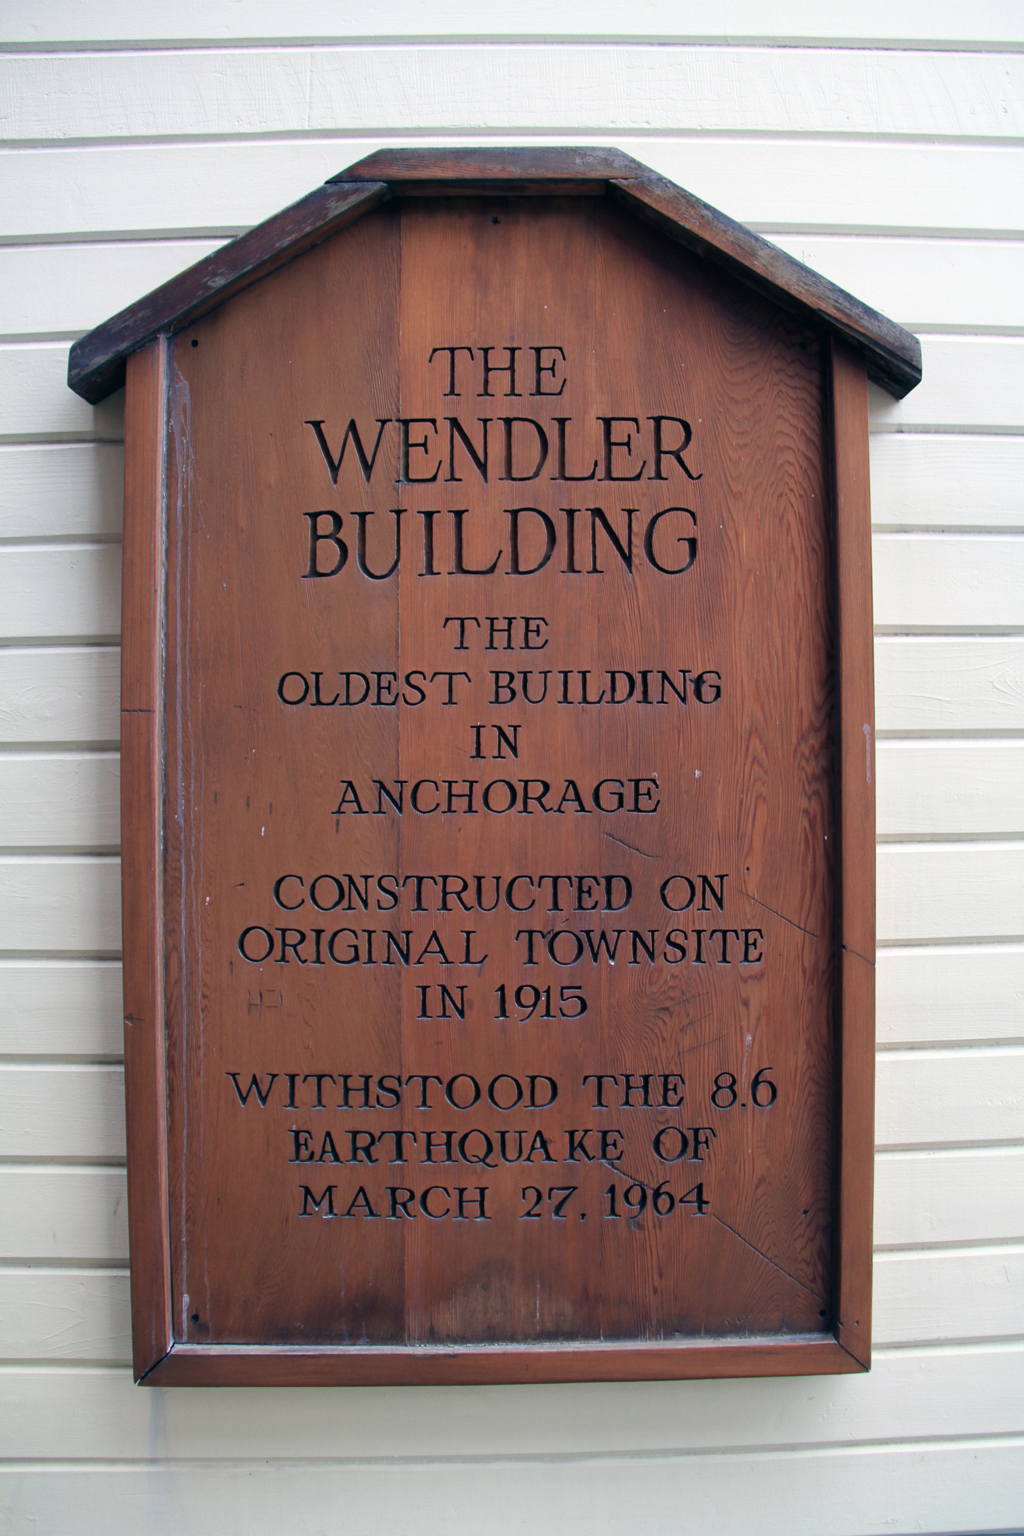 THE
WENDLER
BUILDING
THE
OLDEST BUILDING
IN
ANCHORAGE
CONSTRUCTED ON
ORIGINAL TOWNSITE
IN 1915
WITHSTOOD THE 8.6
EARTHQUAKE OF
MARCH 27, 1964